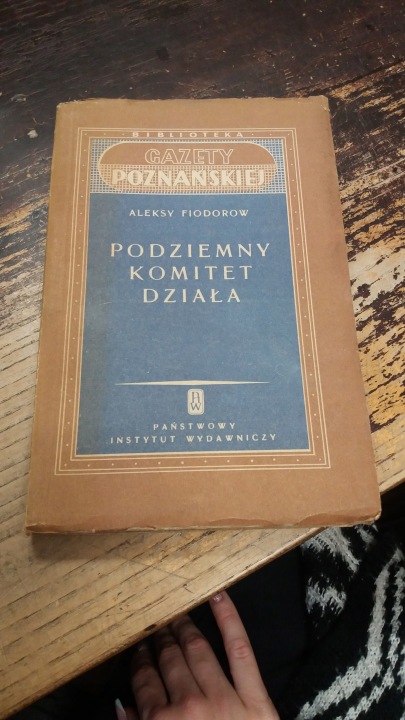 BIBLIOTEKA
GAZETY
POZNAŃSKIEJ
ALEKSY FIODOROW
PODZIEMNY
KOMITET
DZIAŁA
PIW
PAŃSTWOWY
INSTYTUT WYDAWNICZY